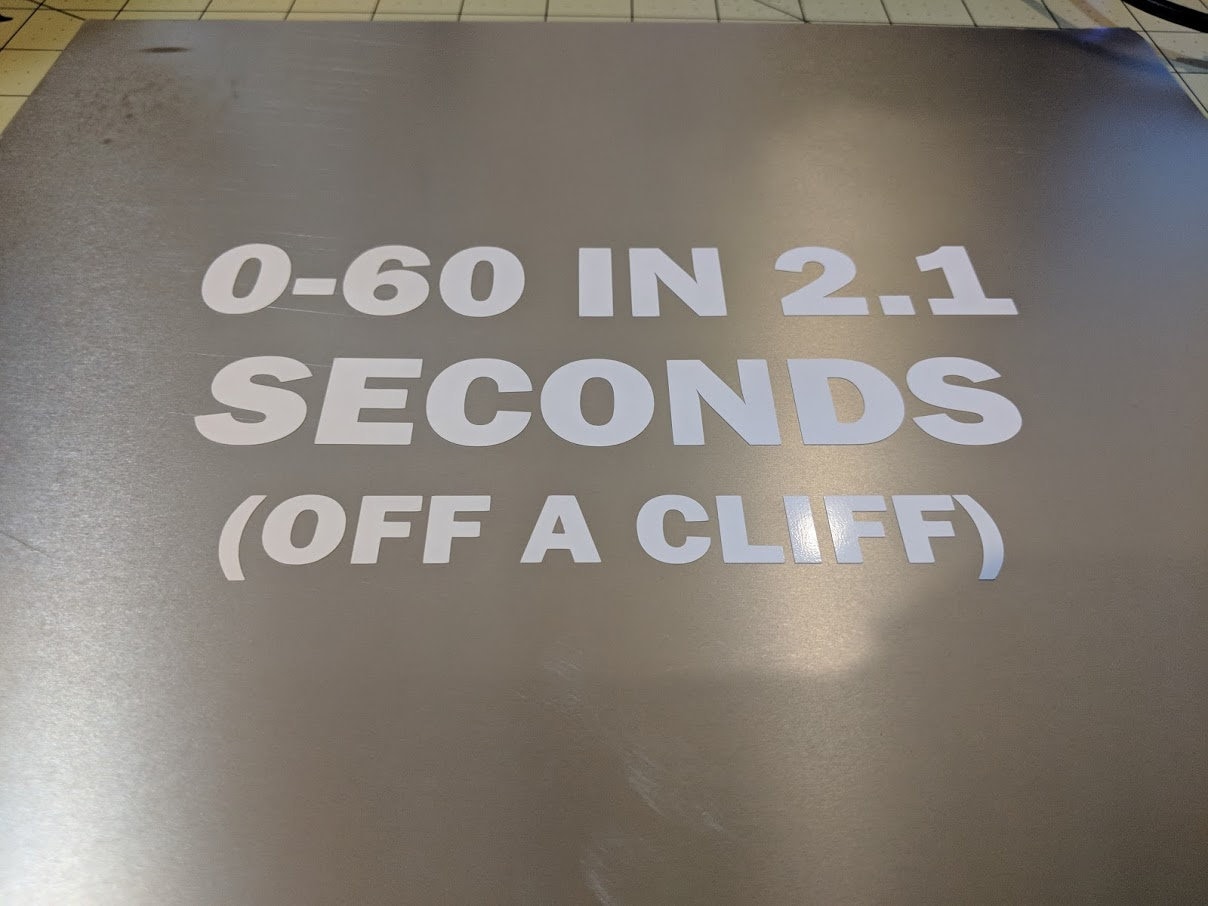 0-60 IN 2.1
SECONDS
(OFF A CLIFF)